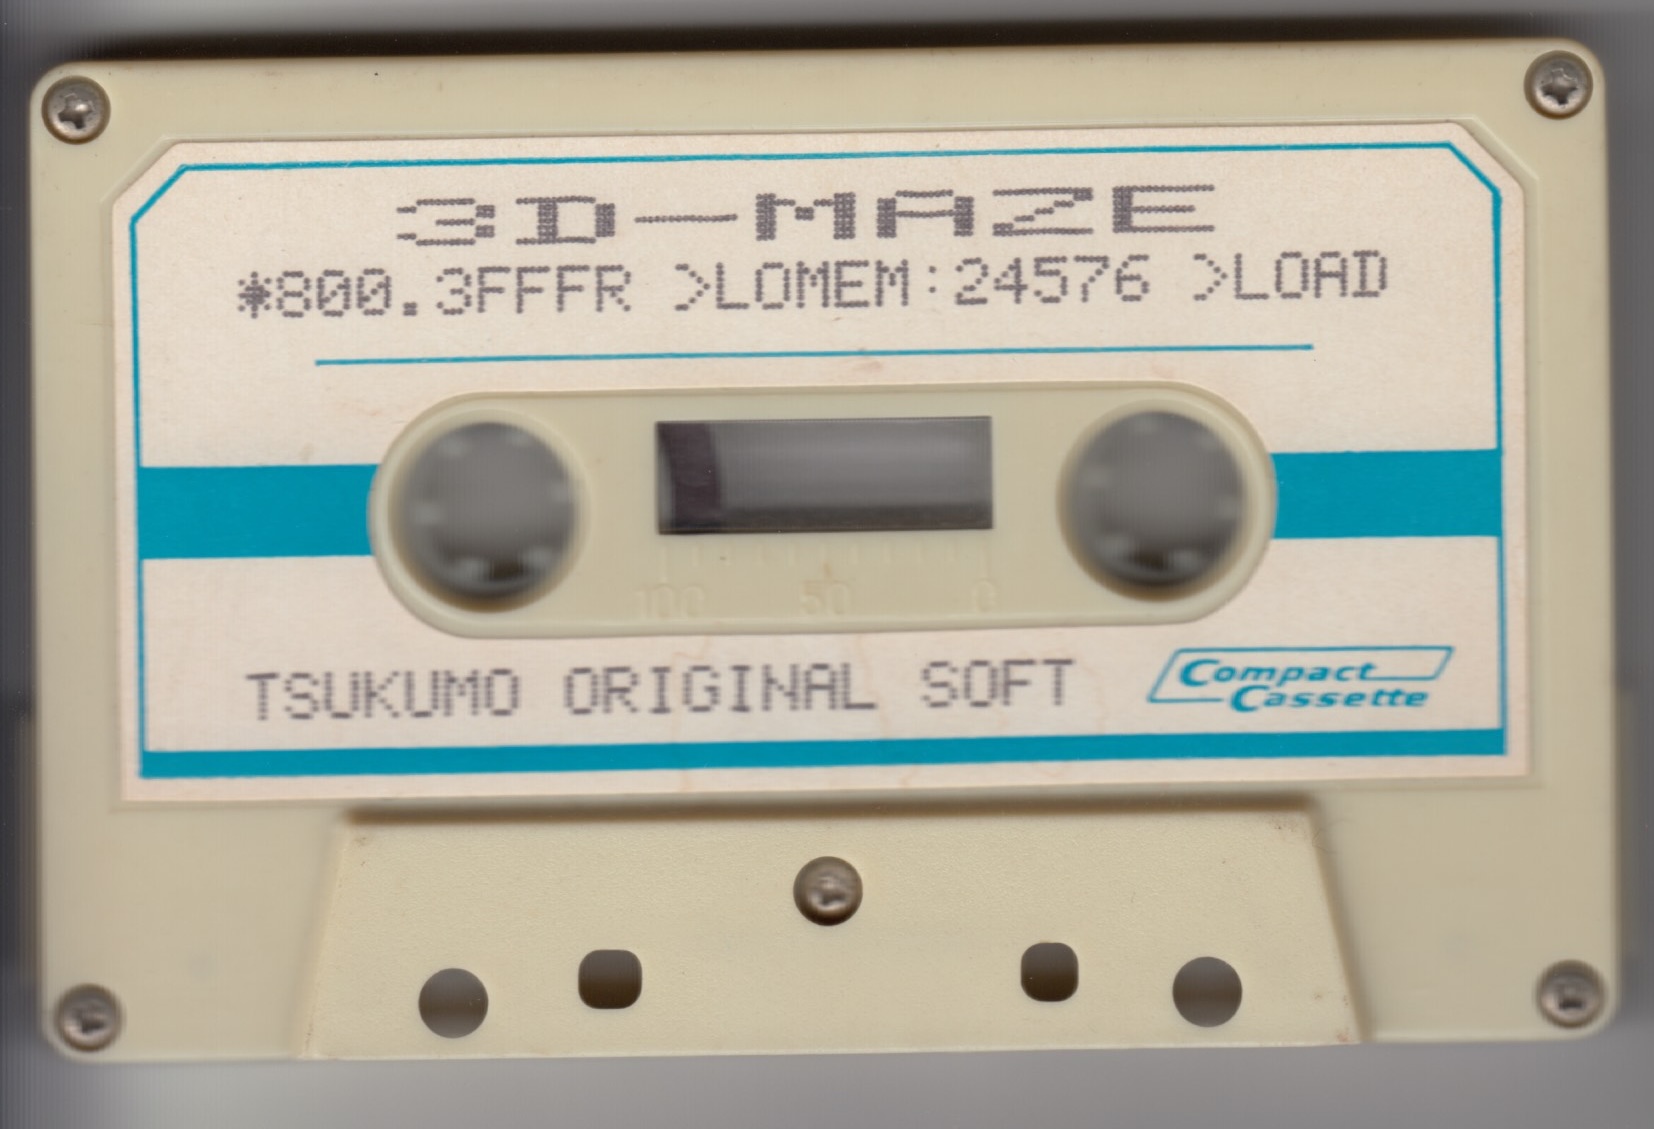 3D-MAZE
*800.3FFFR >LOMEM:24576 >LOAD
100 50 0
TSUKUMO ORIGINAL SOFT
Compact
Cassette